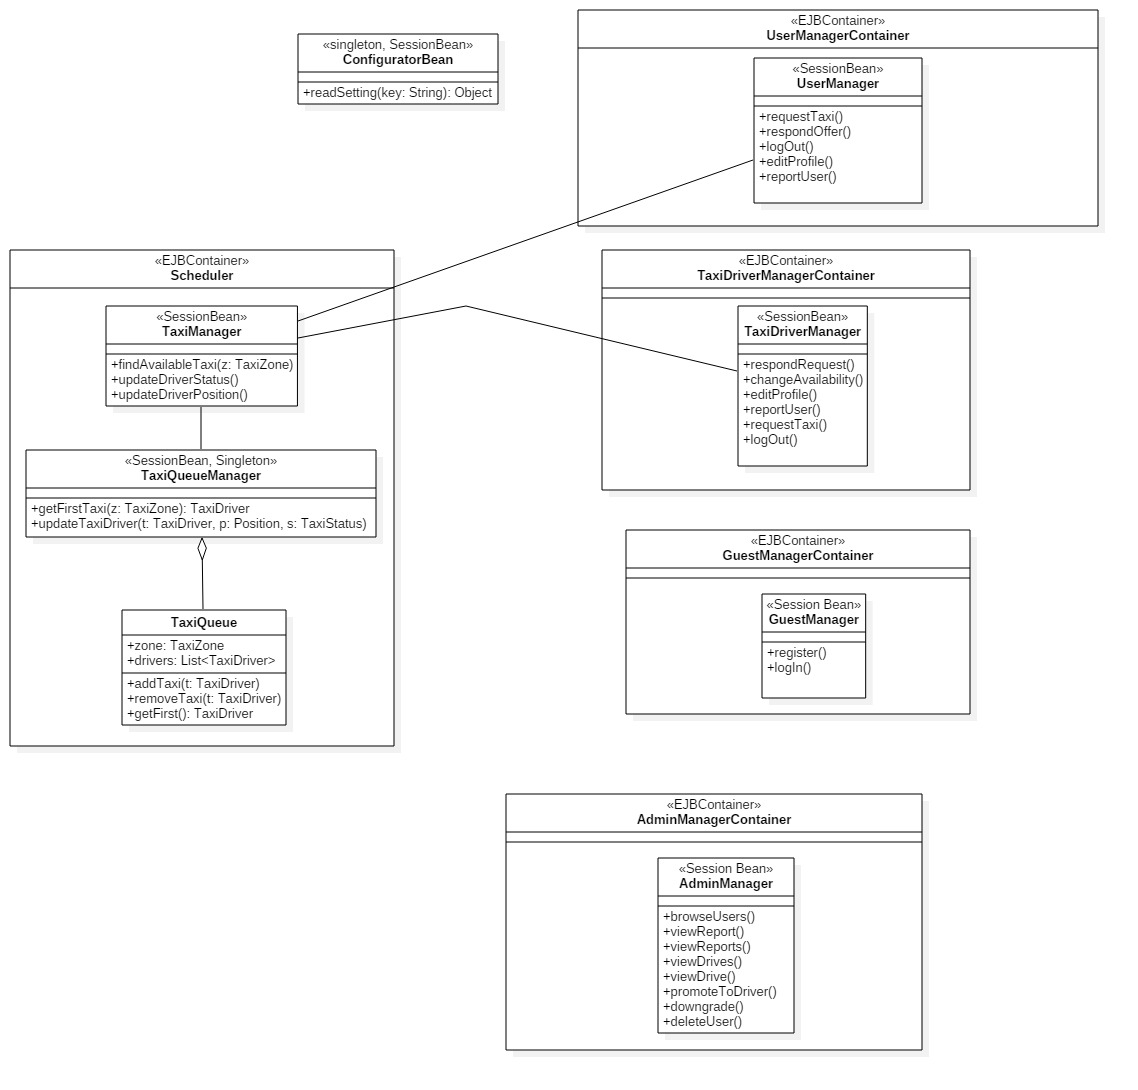 «singleton, SessionBean»
ConfiguratorBean
+readSetting(key: String): Object
«EJBContainer»
UserManagerContainer
«SessionBean»
UserManager
+requestTaxi()
+respondOffer()
+logOut()
+editProfile()
+reportUser()
«EJBContainer»
Scheduler
«SessionBean»
TaxiManager
+findAvailableTaxi(z: TaxiZone)
+updateDriverStatus()
+updateDriverPosition()
«SessionBean, Singleton»
TaxiQueueManager
+getFirstTaxi(z: TaxiZone): TaxiDriver
+updateTaxiDriver(t: TaxiDriver, p: Position, s: TaxiStatus)
TaxiQueue
+zone: TaxiZone
+drivers: List<TaxiDriver>
+addTaxi(t: TaxiDriver)
+removeTaxi(t: TaxiDriver)
+getFirst(): TaxiDriver
«EJBContainer»
TaxiDriverManagerContainer
«SessionBean»
TaxiDriverManager
+respondRequest()
+changeAvailability()
+editProfile()
+reportUser()
+requestTaxi()
+logOut()
«EJBContainer»
GuestManagerContainer
«Session Bean»
GuestManager
+register()
+logIn()
«EJBContainer»
AdminManagerContainer
«Session Bean»
AdminManager
+browseUsers()
+viewReport()
+viewReports()
+viewDrives()
+viewDrive()
+promoteToDriver()
+downgrade()
+deleteUser()